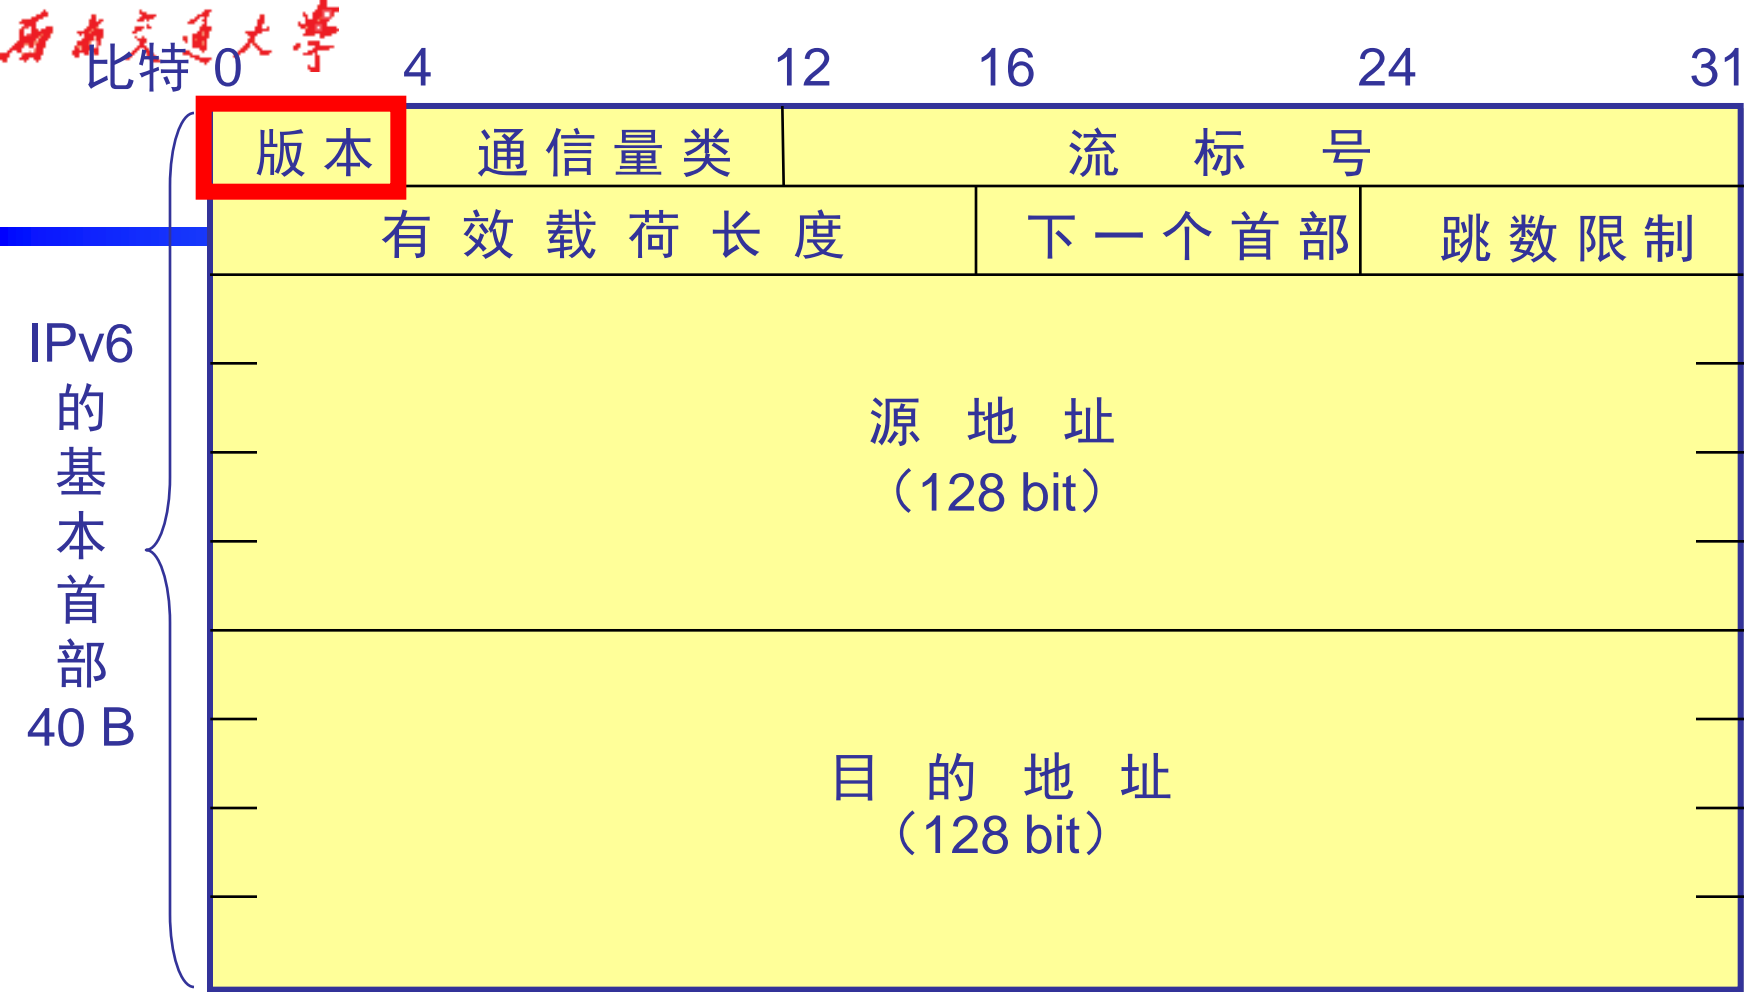 西南交通大学
比特 0 4 12 16 24 31
版本 通信量类 流标号
有效载荷长度 下一个首部 跳数限制
IPv6
的
基
本
首
部
40 B
源地址
（128 bit）
目的地址
（128 bit）